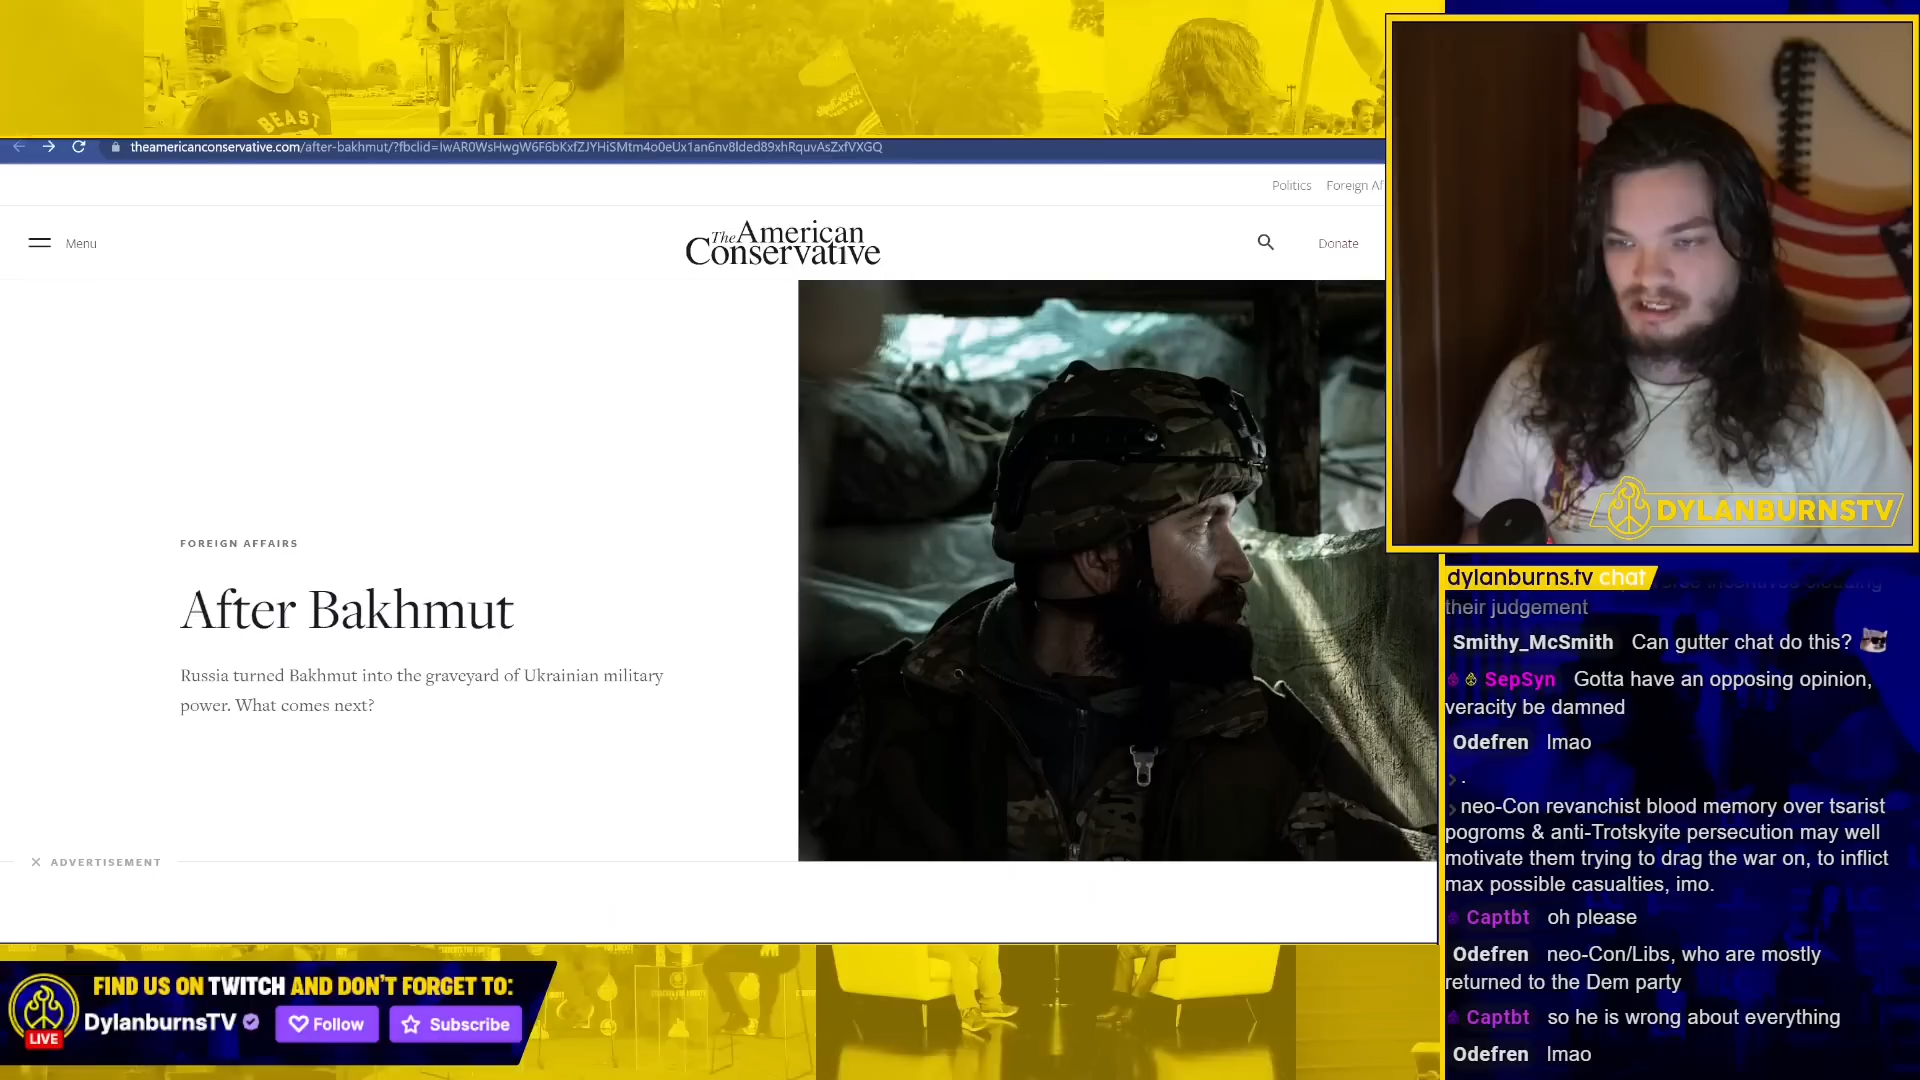 BEAST
theamericanconservative.com/after-bakhmut/?fbclid=IwAR0WsHwgW6F6bKxfZJYHiSMtm4o0eUx1an6nv8lded89xhRquvAsZxfVXGQ
Politics Foreign Af
Menu
The American
Conservative
Donate
FOREIGN AFFAIRS
After Bakhmut
Russia turned Bakhmut into the graveyard of Ukrainian military
power. What comes next?
× ADVERTISEMENT
DYLANBURNSTV
dylanburns.tv chat
their judgement
Smithy_McSmith Can gutter chat do this?
SepSyn Gotta have an opposing opinion,
veracity be damned
Odefren lmao
.
neo-Con revanchist blood memory over tsarist
pogroms & anti-Trotskyite persecution may well
motivate them trying to drag the war on, to inflict
max possible casualties, imo.
Captbt oh please
Odefren neo-Con/Libs, who are mostly
returned to the Dem party
Captbt so he is wrong about everything
Odefren lmao
FIND US ON TWITCH AND DON'T FORGET TO:
DylanburnsTV Follow Subscribe
LIVE